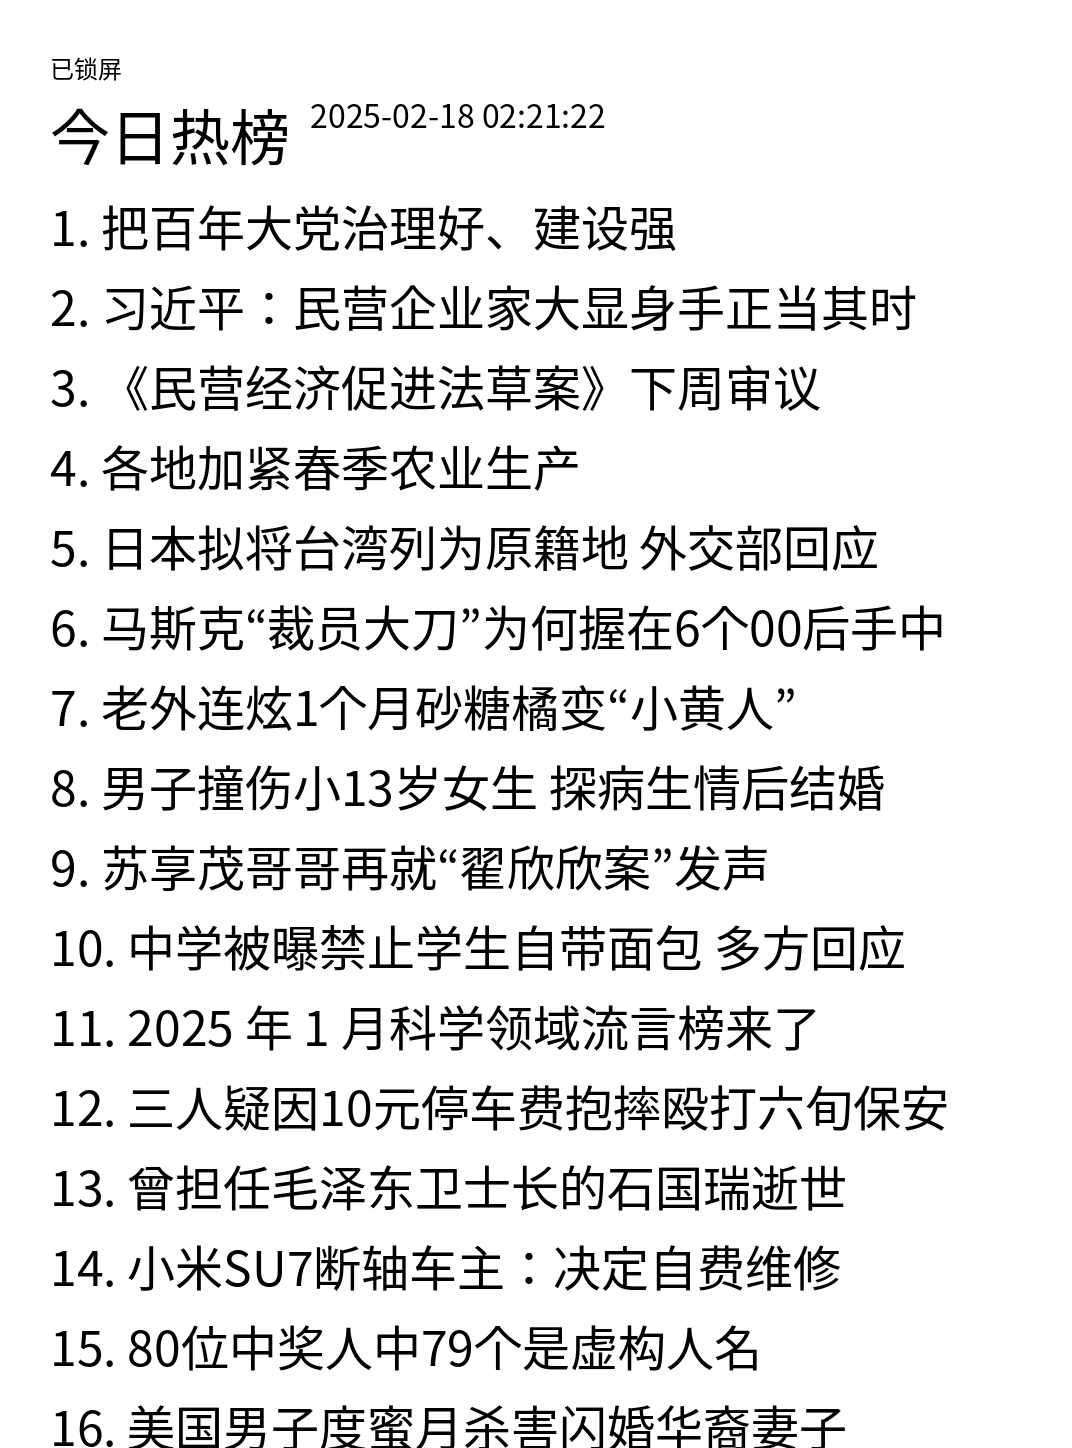 已锁屏
今日热榜 2025-02-18 02:21:22
1. 把百年大党治理好、建设强
2. 习近平：民营企业家大显身手正当其时
3. 《民营经济促进法草案》下周审议
4. 各地加紧春季农业生产
5. 日本拟将台湾列为原籍地 外交部回应
6. 马斯克“裁员大刀”为何握在6个00后手中
7. 老外连炫1个月砂糖橘变“小黄人”
8. 男子撞伤小13岁女生 探病生情后结婚
9. 苏享茂哥哥再就“翟欣欣案”发声
10. 中学被曝禁止学生自带面包 多方回应
11. 2025 年 1 月科学领域流言榜来了
12. 三人疑因10元停车费抱摔殴打六旬保安
13. 曾担任毛泽东卫士长的石国瑞逝世
14. 小米SU7断轴车主：决定自费维修
15. 80位中奖人中79个是虚构人名
16. 美国男子度蜜月杀害闪婚华裔妻子